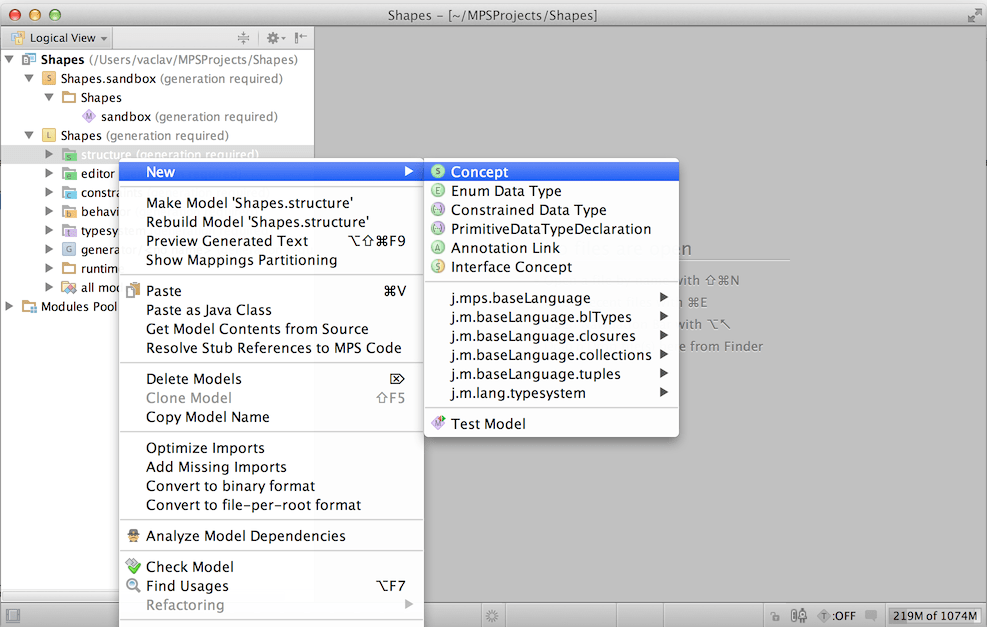 Shapes – [~/MPSProjects/Shapes]
Logical View
Shapes (/Users/vaclav/MPSProjects/Shapes)
S Shapes.sandbox (generation required)
Shapes
M sandbox (generation required)
L Shapes (generation required)
S structure (generation required)
e editor
c constra
b behavi
t typesy
G genera
runtim
all mod
Modules Pool
New
Make Model 'Shapes.structure'
Rebuild Model 'Shapes.structure'
Preview Generated Text ⌥⇧⌘F9
Show Mappings Partitioning
Paste ⌘V
Paste as Java Class
Get Model Contents from Source
Resolve Stub References to MPS Code
Delete Models ⌦
Clone Model ⇧F5
Copy Model Name
Optimize Imports
Add Missing Imports
Convert to binary format
Convert to file-per-root format
Analyze Model Dependencies
Check Model
Find Usages ⌥F7
Refactoring
S Concept
E Enum Data Type
Constrained Data Type
PrimitiveDataTypeDeclaration
A Annotation Link
S Interface Concept
j.mps.baseLanguage
j.m.baseLanguage.blTypes
j.m.baseLanguage.closures
j.m.baseLanguage.collections
j.m.baseLanguage.tuples
j.m.lang.typesystem
M Test Model
en
with ⇧⌘N
⌘E
with ⌥↖
e from Finder
T :OFF
219M of 1074M